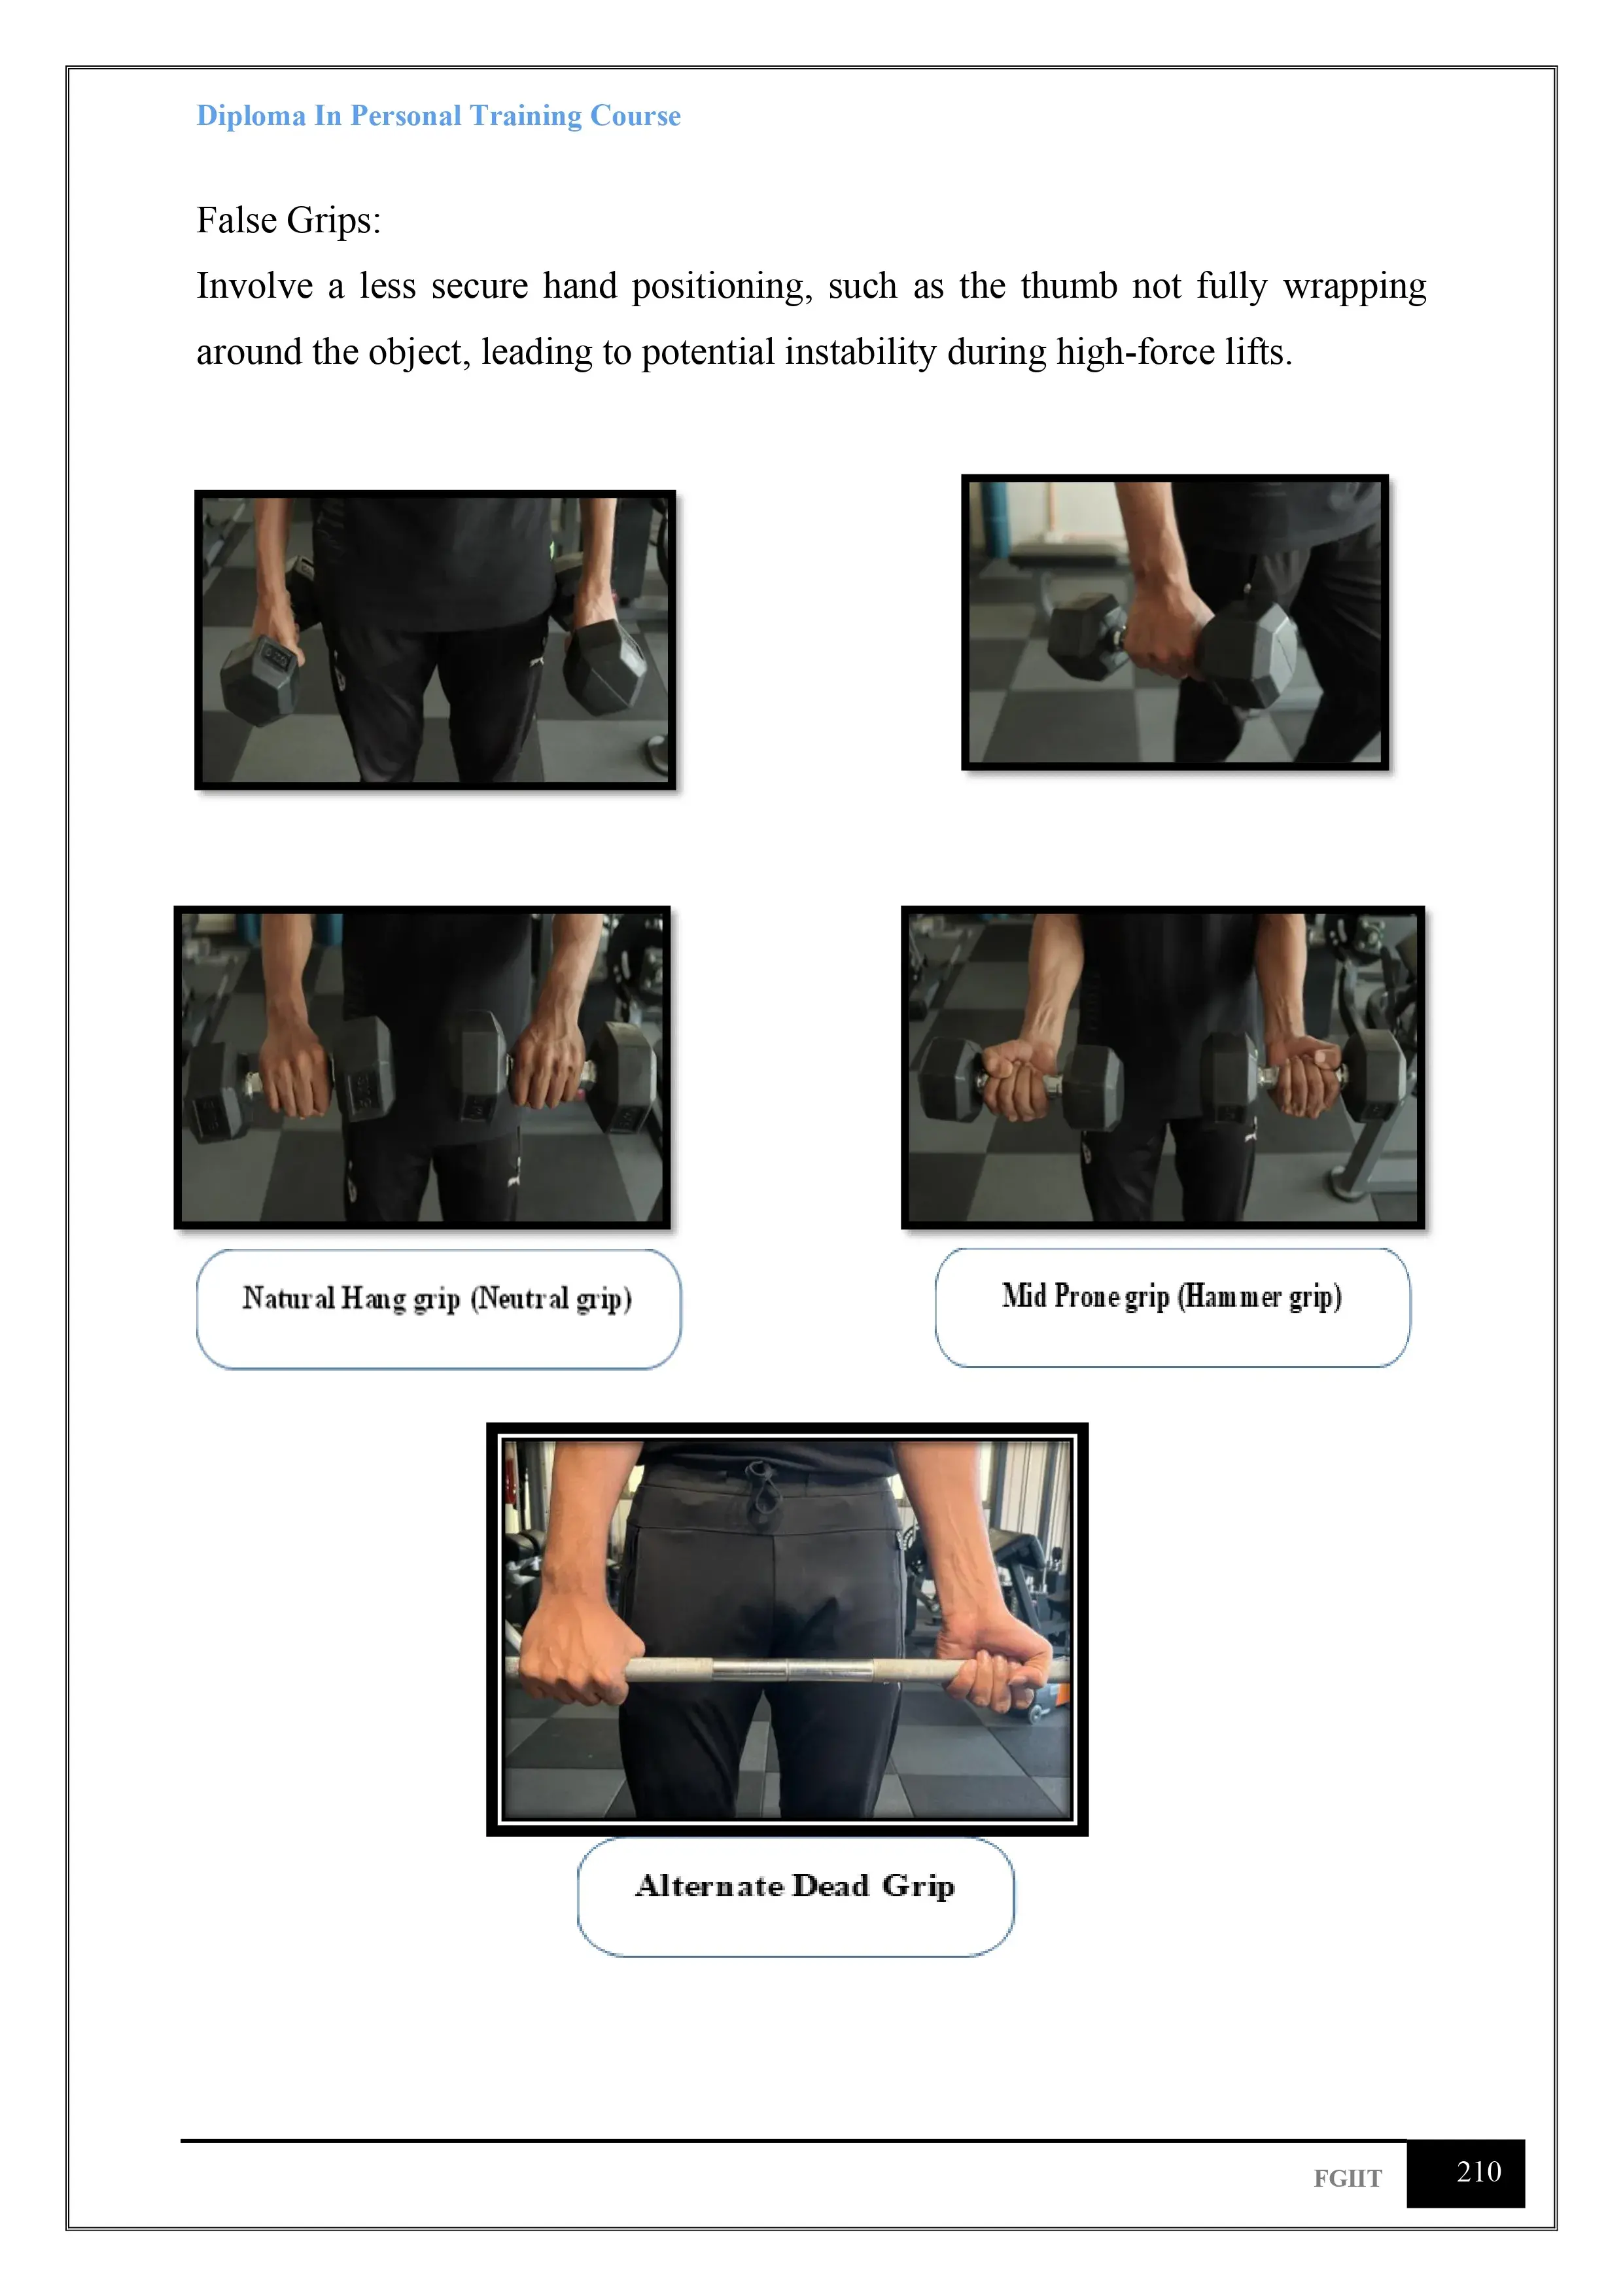 Diploma In Personal Training Course
False Grips:
Involve a less secure hand positioning, such as the thumb not fully wrapping
around the object, leading to potential instability during high-force lifts.
Natural Hang grip (Neutral grip)
Mid Prone grip (Hammer grip)
Alternate Dead Grip
FGIIT
210